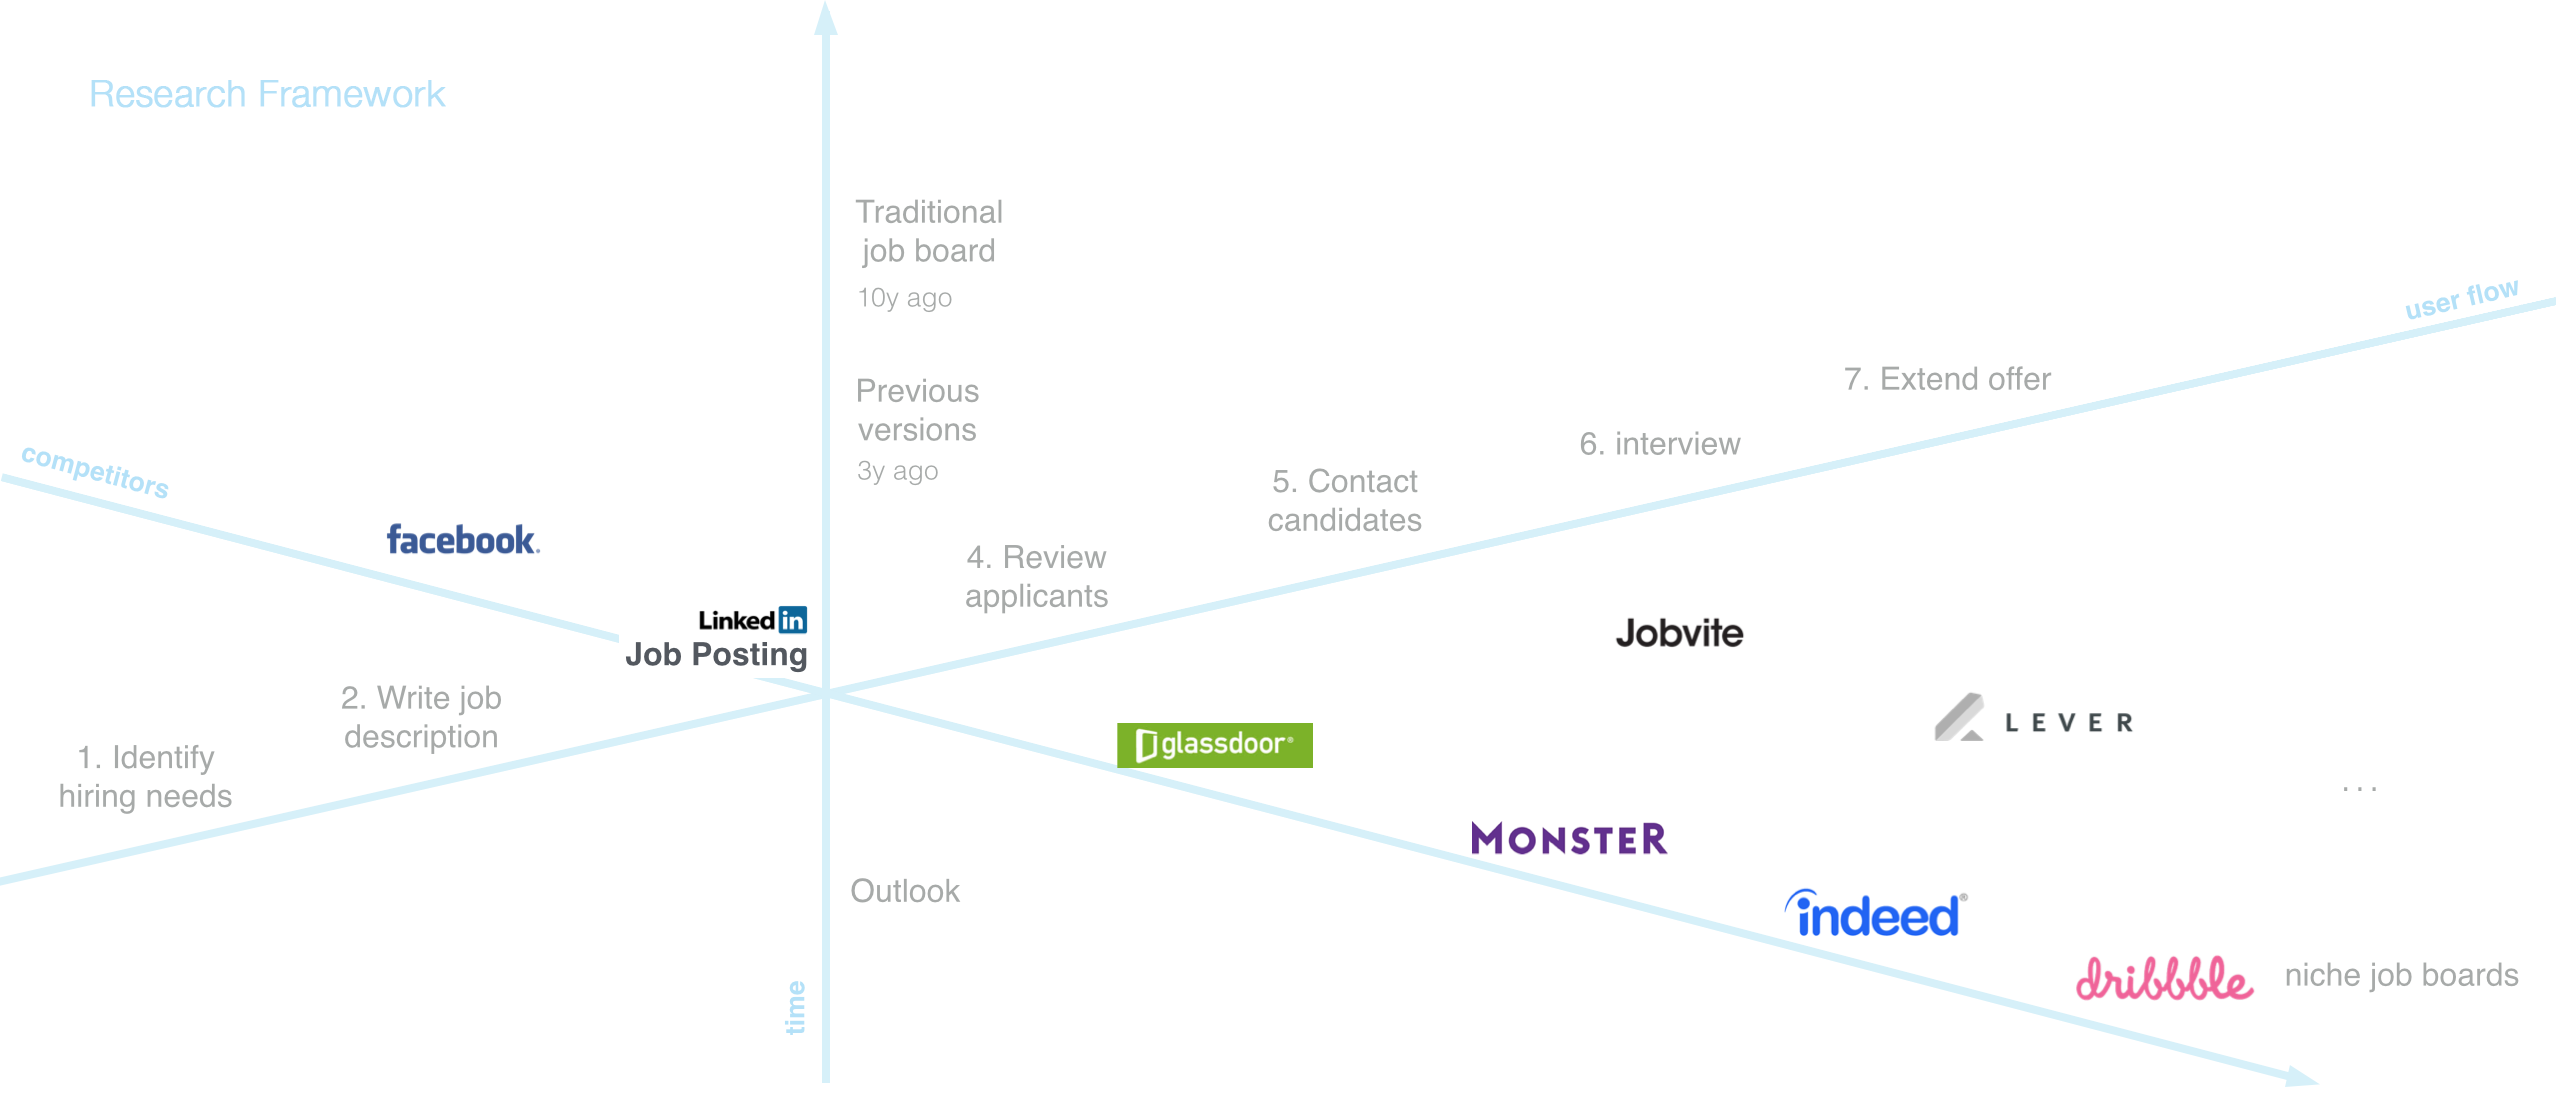 Research Framework
Traditional
job board
10y ago
Previous
versions
3y ago
user flow
7. Extend offer
6. interview
5. Contact
candidates
4. Review
applicants
competitors
facebook.
Linked in
Job Posting
2. Write job
description
1. Identify
hiring needs
Jobvite
LEVER
glassdoor®
...
MONSTER
Outlook
indeed®
dribbble
niche job boards
time